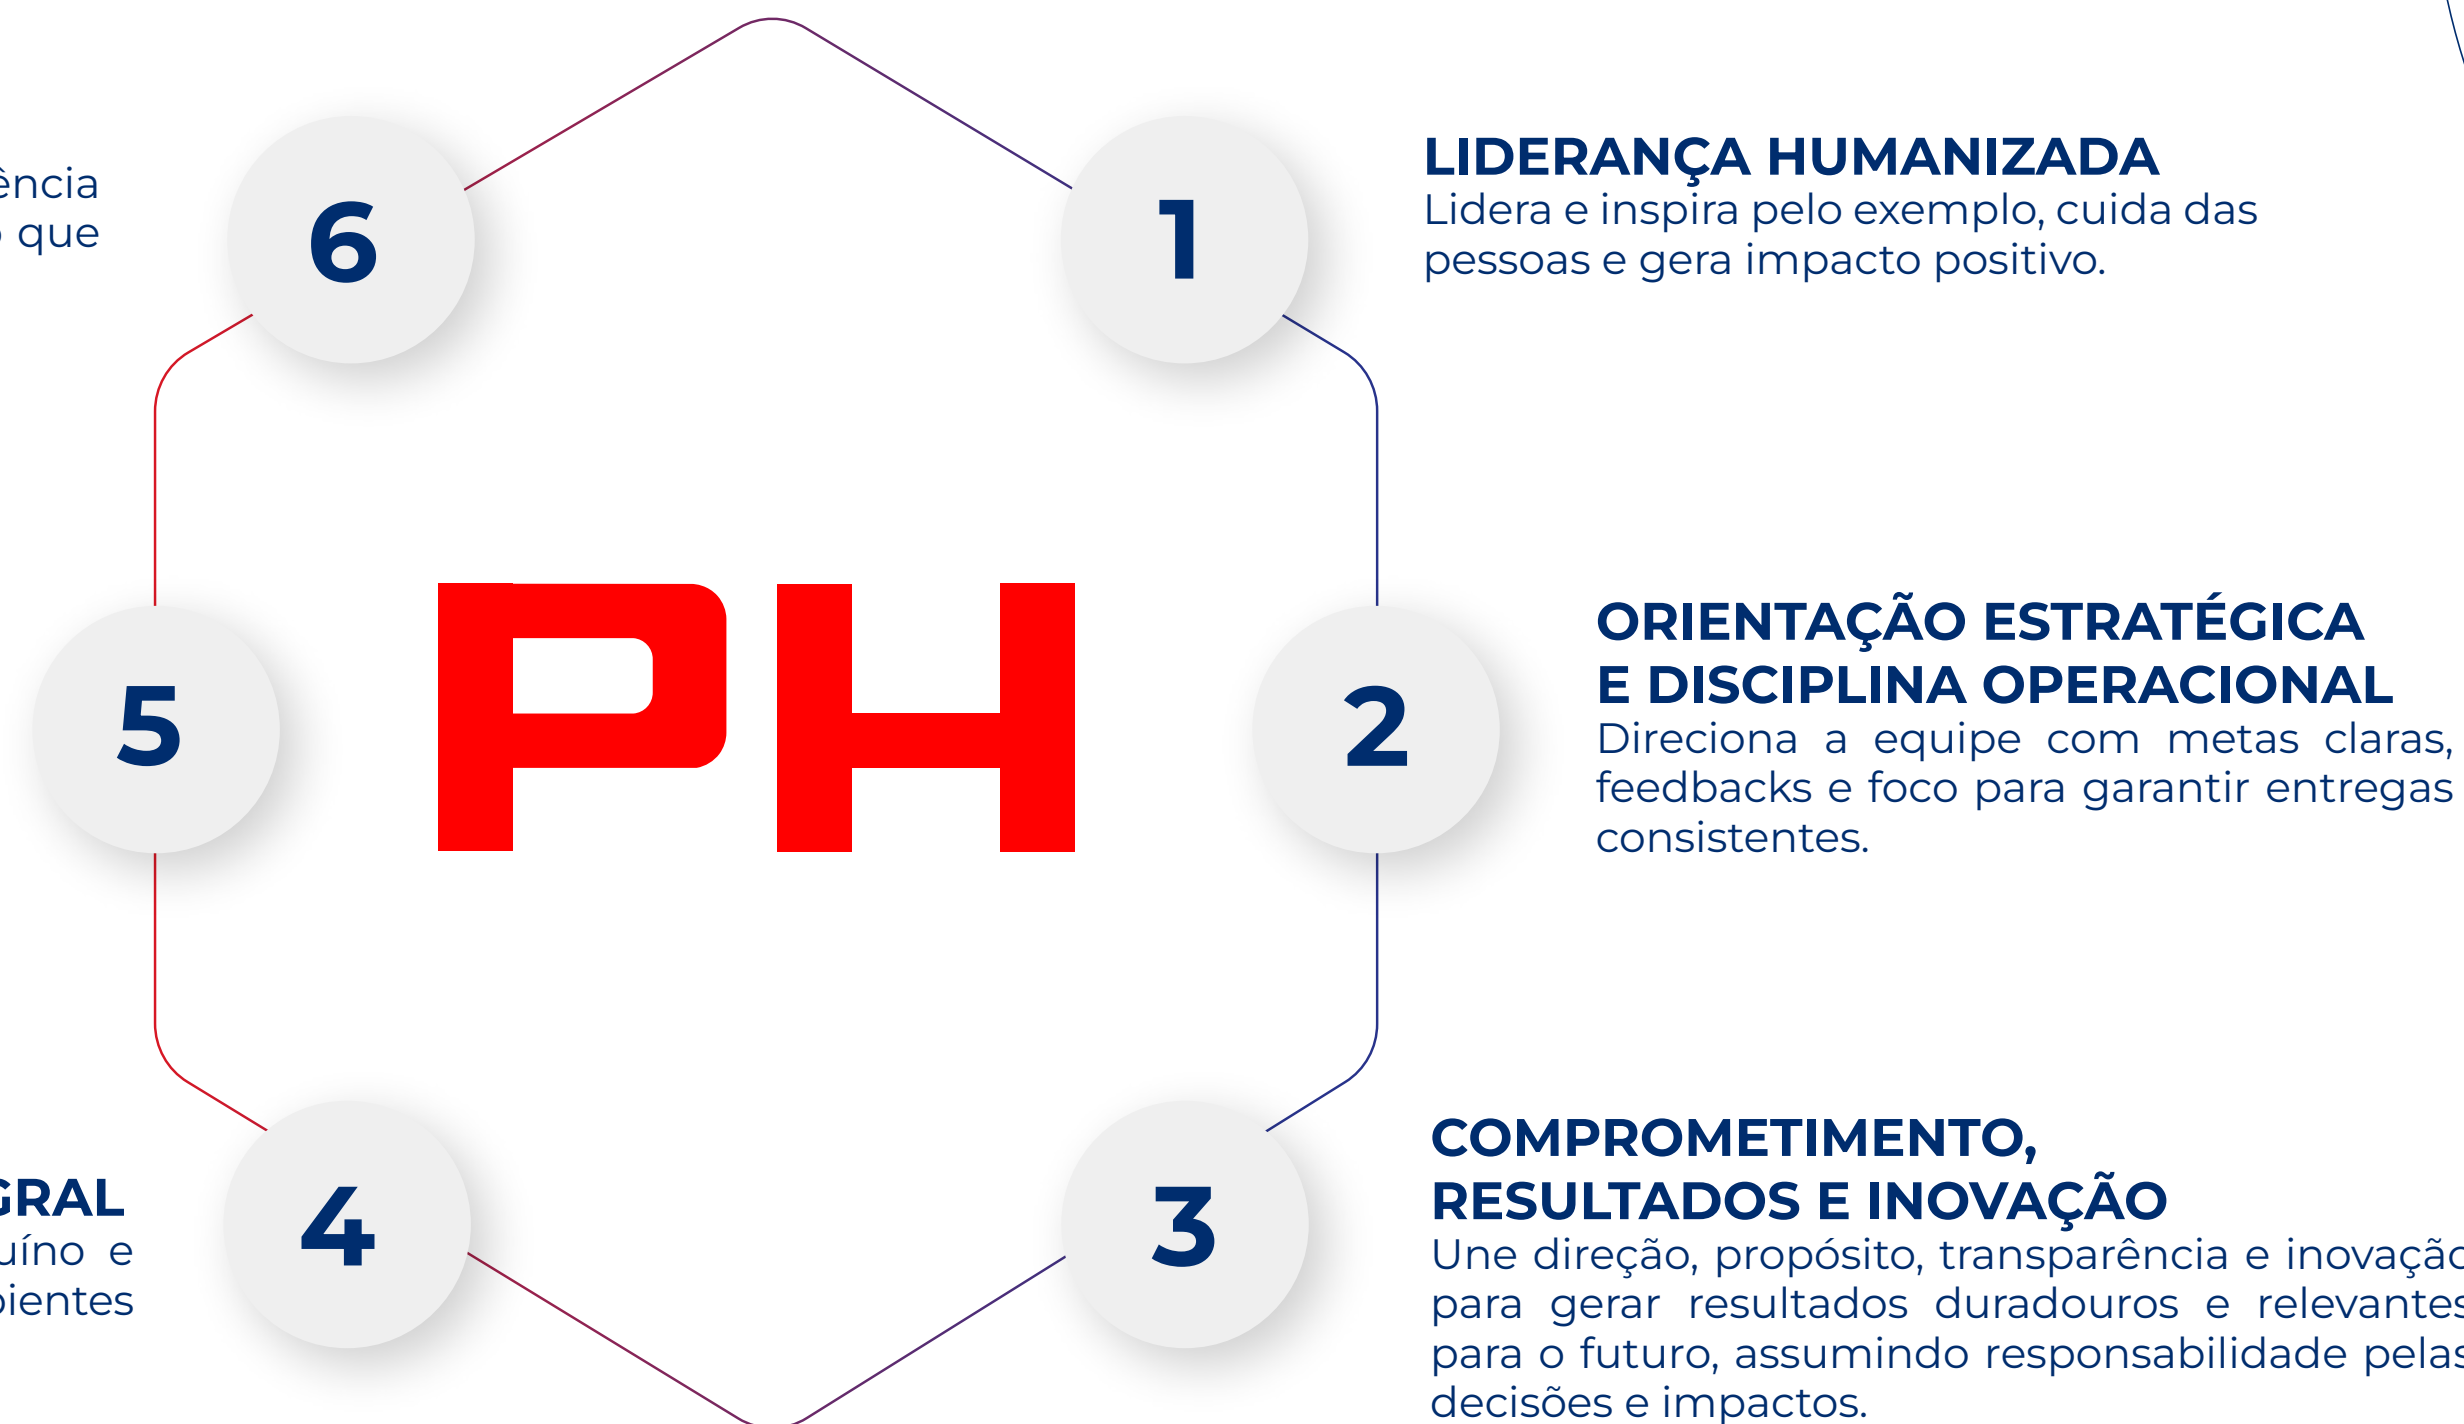 que
6
1
LIDERANÇA HUMANIZADA
Lidera e inspira pelo exemplo, cuida das
pessoas e gera impacto positivo.
5
PH
2
ORIENTAÇÃO ESTRATÉGICA
E DISCIPLINA OPERACIONAL
Direciona a equipe com metas claras,
feedbacks e foco para garantir entregas
consistentes.
4
e
3
COMPROMETIMENTO,
RESULTADOS E INOVAÇÃO
Une direção, propósito, transparência e inovação
para gerar resultados duradouros e relevantes
para o futuro, assumindo responsabilidade pelas
decisões e impactos.